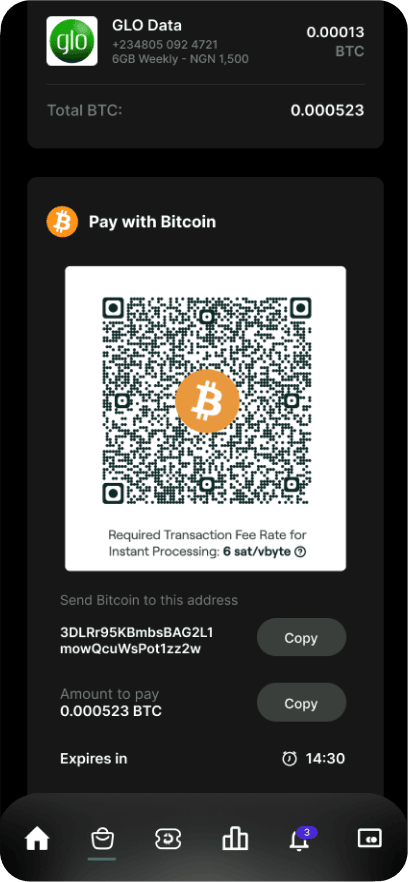 glo
GLO Data
+234805 092 4721
6GB Weekly - NGN 1,500
0.00013
BTC
Total BTC:
0.000523
Pay with Bitcoin
Required Transaction Fee Rate for
Instant Processing: 6 sat/vbyte ?
Send Bitcoin to this address
3DLRr95KBmbsBAG2L1
mowQcuWsPot1zz2w
Copy
Amount to pay
0.000523 BTC
Copy
Expires in
14:30
3